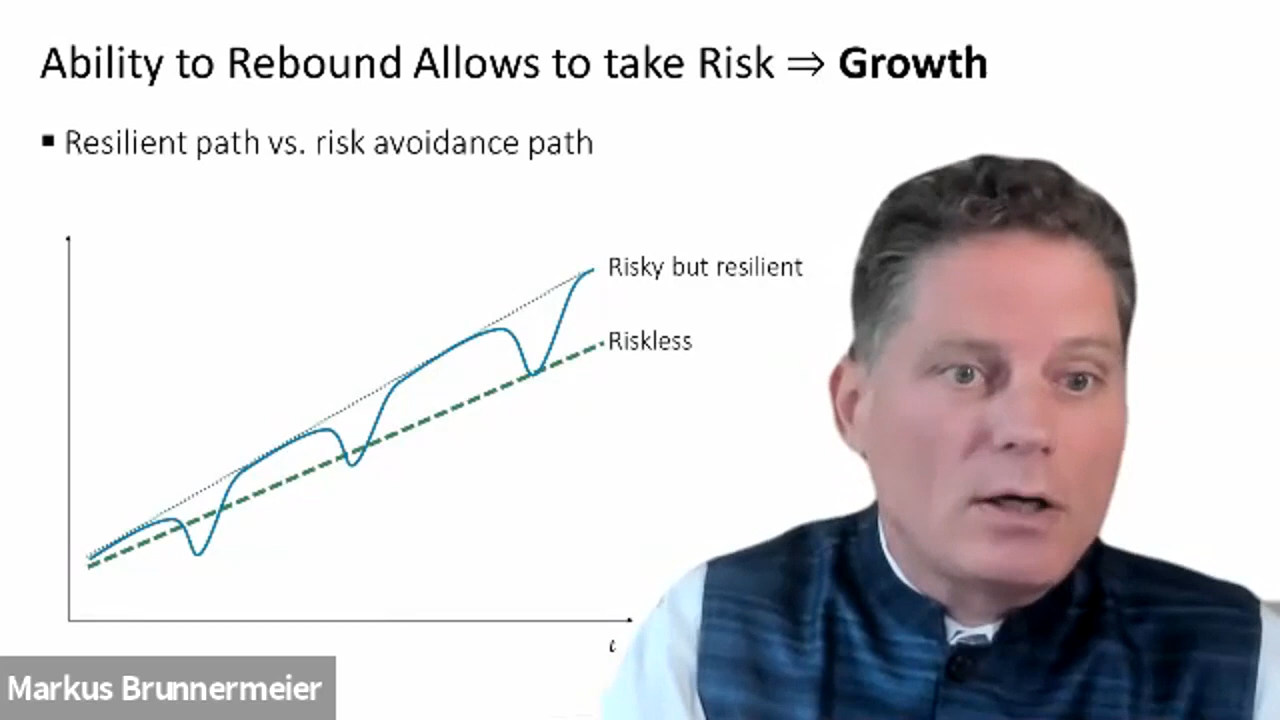 Ability to Rebound Allows to take Risk ⇒ Growth
▪ Resilient path vs. risk avoidance path
Risky but resilient
Riskless
Markus Brunnermeier